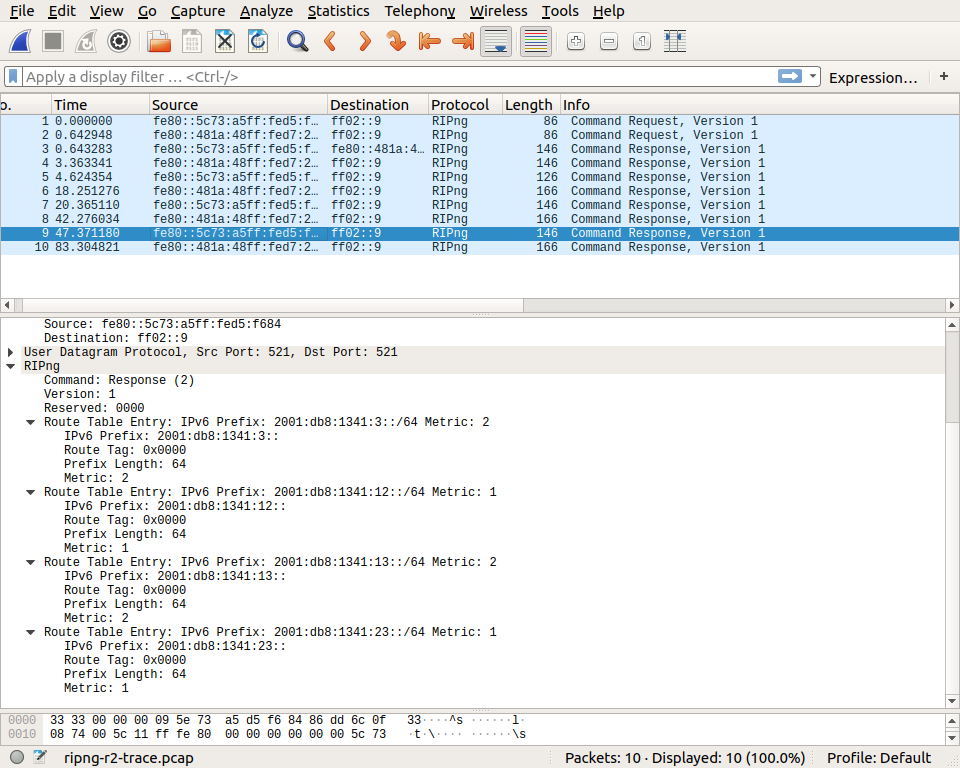 File Edit View Go Capture Analyze Statistics Telephony Wireless Tools Help
Apply a display filter … <Ctrl-/> Expression… +
o. Time Source Destination Protocol Length Info
1 0.000000 fe80::5c73:a5ff:fed5:f… ff02::9 RIPng 86 Command Request, Version 1
2 0.642948 fe80::481a:48ff:fed7:2… ff02::9 RIPng 86 Command Request, Version 1
3 0.643283 fe80::5c73:a5ff:fed5:f… fe80::481a:4… RIPng 146 Command Response, Version 1
4 3.363341 fe80::481a:48ff:fed7:2… ff02::9 RIPng 146 Command Response, Version 1
5 4.624354 fe80::5c73:a5ff:fed5:f… ff02::9 RIPng 126 Command Response, Version 1
6 18.251276 fe80::481a:48ff:fed7:2… ff02::9 RIPng 166 Command Response, Version 1
7 20.365110 fe80::5c73:a5ff:fed5:f… ff02::9 RIPng 146 Command Response, Version 1
8 42.276034 fe80::481a:48ff:fed7:2… ff02::9 RIPng 166 Command Response, Version 1
9 47.371180 fe80::5c73:a5ff:fed5:f… ff02::9 RIPng 146 Command Response, Version 1
10 83.304821 fe80::481a:48ff:fed7:2… ff02::9 RIPng 166 Command Response, Version 1
Source: fe80::5c73:a5ff:fed5:f684
Destination: ff02::9
User Datagram Protocol, Src Port: 521, Dst Port: 521
RIPng
Command: Response (2)
Version: 1
Reserved: 0000
Route Table Entry: IPv6 Prefix: 2001:db8:1341:3::/64 Metric: 2
IPv6 Prefix: 2001:db8:1341:3::
Route Tag: 0x0000
Prefix Length: 64
Metric: 2
Route Table Entry: IPv6 Prefix: 2001:db8:1341:12::/64 Metric: 1
IPv6 Prefix: 2001:db8:1341:12::
Route Tag: 0x0000
Prefix Length: 64
Metric: 1
Route Table Entry: IPv6 Prefix: 2001:db8:1341:13::/64 Metric: 2
IPv6 Prefix: 2001:db8:1341:13::
Route Tag: 0x0000
Prefix Length: 64
Metric: 2
Route Table Entry: IPv6 Prefix: 2001:db8:1341:23::/64 Metric: 1
IPv6 Prefix: 2001:db8:1341:23::
Route Tag: 0x0000
Prefix Length: 64
Metric: 1
0000 33 33 00 00 00 09 5e 73 a5 d5 f6 84 86 dd 6c 0f 33····^s ······l·
0010 08 74 00 5c 11 ff fe 80 00 00 00 00 00 00 5c 73 ·t·\···· ······\s
ripng-r2-trace.pcap Packets: 10 · Displayed: 10 (100.0%) Profile: Default